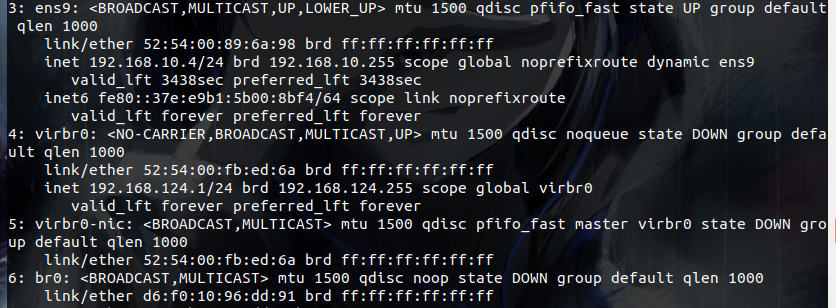 3: ens9: <BROADCAST,MULTICAST,UP,LOWER_UP> mtu 1500 qdisc pfifo_fast state UP group default
 qlen 1000
    link/ether 52:54:00:89:6a:98 brd ff:ff:ff:ff:ff:ff
    inet 192.168.10.4/24 brd 192.168.10.255 scope global noprefixroute dynamic ens9
       valid_lft 3438sec preferred_lft 3438sec
    inet6 fe80::37e:e9b1:5b00:8bf4/64 scope link noprefixroute
       valid_lft forever preferred_lft forever
4: virbr0: <NO-CARRIER,BROADCAST,MULTICAST,UP> mtu 1500 qdisc noqueue state DOWN group defa
ult qlen 1000
    link/ether 52:54:00:fb:ed:6a brd ff:ff:ff:ff:ff:ff
    inet 192.168.124.1/24 brd 192.168.124.255 scope global virbr0
       valid_lft forever preferred_lft forever
5: virbr0-nic: <BROADCAST,MULTICAST> mtu 1500 qdisc pfifo_fast master virbr0 state DOWN gro
up default qlen 1000
    link/ether 52:54:00:fb:ed:6a brd ff:ff:ff:ff:ff:ff
6: br0: <BROADCAST,MULTICAST> mtu 1500 qdisc noop state DOWN group default qlen 1000
    link/ether d6:f0:10:96:dd:91 brd ff:ff:ff:ff:ff:ff